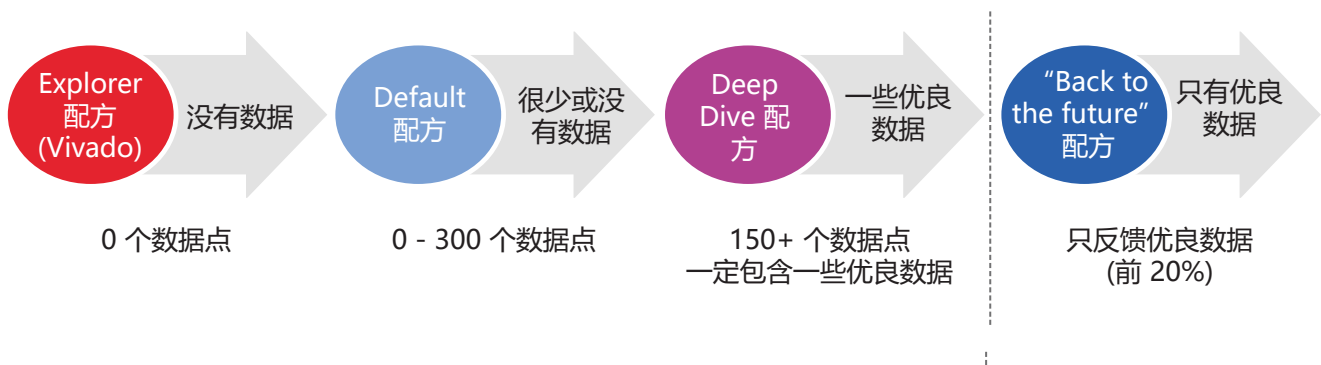 Explorer
配方
(Vivado)
没有数据
0 个数据点
Default
配方
很少或没
有数据
0 - 300 个数据点
Deep
Dive 配
方
一些优良
数据
150+ 个数据点
一定包含一些优良数据
“Back to
the future”
配方
只有优良
数据
只反馈优良数据
(前 20%)